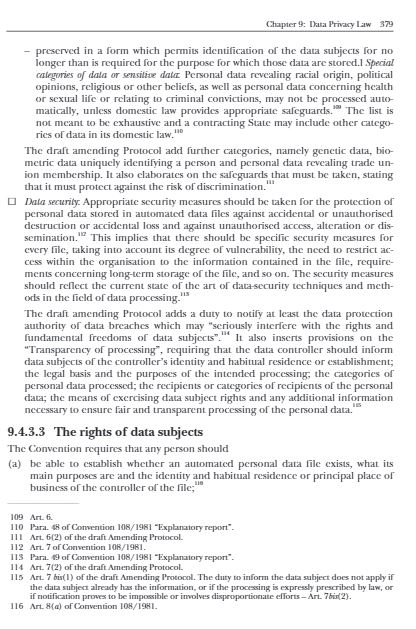 Chapter 9: Data Privacy Law 379
– preserved in a form which permits identification of the data subjects for no
longer than is required for the purpose for which those data are stored.l Special
categories of data or sensitive data: Personal data revealing racial origin, political
opinions, religious or other beliefs, as well as personal data concerning health
or sexual life or relating to criminal convictions, may not be processed auto-
matically, unless domestic law provides appropriate safeguards.109 The list is
not meant to be exhaustive and a contracting State may include other catego-
ries of data in its domestic law.110
The draft amending Protocol add further categories, namely genetic data, bio-
metric data uniquely identifying a person and personal data revealing trade un-
ion membership. It also elaborates on the safeguards that must be taken, stating
that it must protect against the risk of discrimination.111
☐ Data security: Appropriate security measures should be taken for the protection of
personal data stored in automated data files against accidental or unauthorised
destruction or accidental loss and against unauthorised access, alteration or dis-
semination.112 This implies that there should be specific security measures for
every file, taking into account its degree of vulnerability, the need to restrict ac-
cess within the organisation to the information contained in the file, require-
ments concerning long-term storage of the file, and so on. The security measures
should reflect the current state of the art of data-security techniques and meth-
ods in the field of data processing.113
The draft amending Protocol adds a duty to notify at least the data protection
authority of data breaches which may “seriously interfere with the rights and
fundamental freedoms of data subjects”.114 It also inserts provisions on the
“Transparency of processing”, requiring that the data controller should inform
data subjects of the controller’s identity and habitual residence or establishment;
the legal basis and the purposes of the intended processing; the categories of
personal data processed; the recipients or categories of recipients of the personal
data; the means of exercising data subject rights and any additional information
necessary to ensure fair and transparent processing of the personal data.115
9.4.3.3 The rights of data subjects
The Convention requires that any person should
(a) be able to establish whether an automated personal data file exists, what its
main purposes are and the identity and habitual residence or principal place of
business of the controller of the file;116
109 Art. 6.
110 Para. 48 of Convention 108/1981 “Explanatory report”.
111 Art. 6(2) of the draft Amending Protocol.
112 Art. 7 of Convention 108/1981.
113 Para. 49 of Convention 108/1981 “Explanatory report”.
114 Art. 7(2) of the draft Amending Protocol.
115 Art. 7 bis(1) of the draft Amending Protocol. The duty to inform the data subject does not apply if
the data subject already has the information, or if the processing is expressly prescribed by law, or
if notification proves to be impossible or involves disproportionate efforts – Art. 7bis(2).
116 Art. 8(a) of Convention 108/1981.